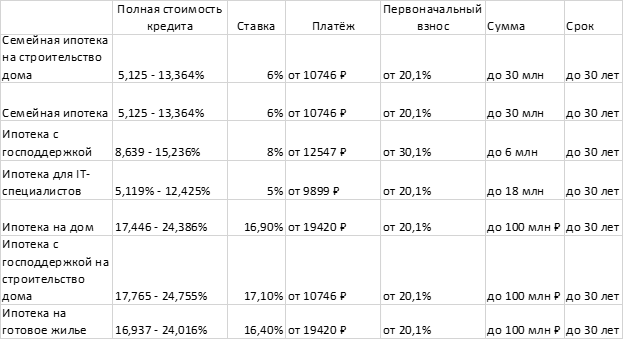 Полная стоимость кредита Ставка Платёж Первоначальный взнос Сумма Срок
Семейная ипотека на строительство дома 5,125 - 13,364% 6% от 10746 ₽ от 20,1% до 30 млн до 30 лет
Семейная ипотека 5,125 - 13,364% 6% от 10746 ₽ от 20,1% до 30 млн до 30 лет
Ипотека с господдержкой 8,639 - 15,236% 8% от 12547 ₽ от 30,1% до 6 млн до 30 лет
Ипотека для IT-специалистов 5,119% - 12,425% 5% от 9899 ₽ от 20,1% до 18 млн до 30 лет
Ипотека на дом 17,446 - 24,386% 16,90% от 19420 ₽ от 20,1% до 100 млн ₽ до 30 лет
Ипотека с господдержкой на строительство дома 17,765 - 24,755% 17,10% от 10746 ₽ от 20,1% до 100 млн ₽ до 30 лет
Ипотека на готовое жилье 16,937 - 24,016% 16,40% от 19420 ₽ от 20,1% до 100 млн ₽ до 30 лет